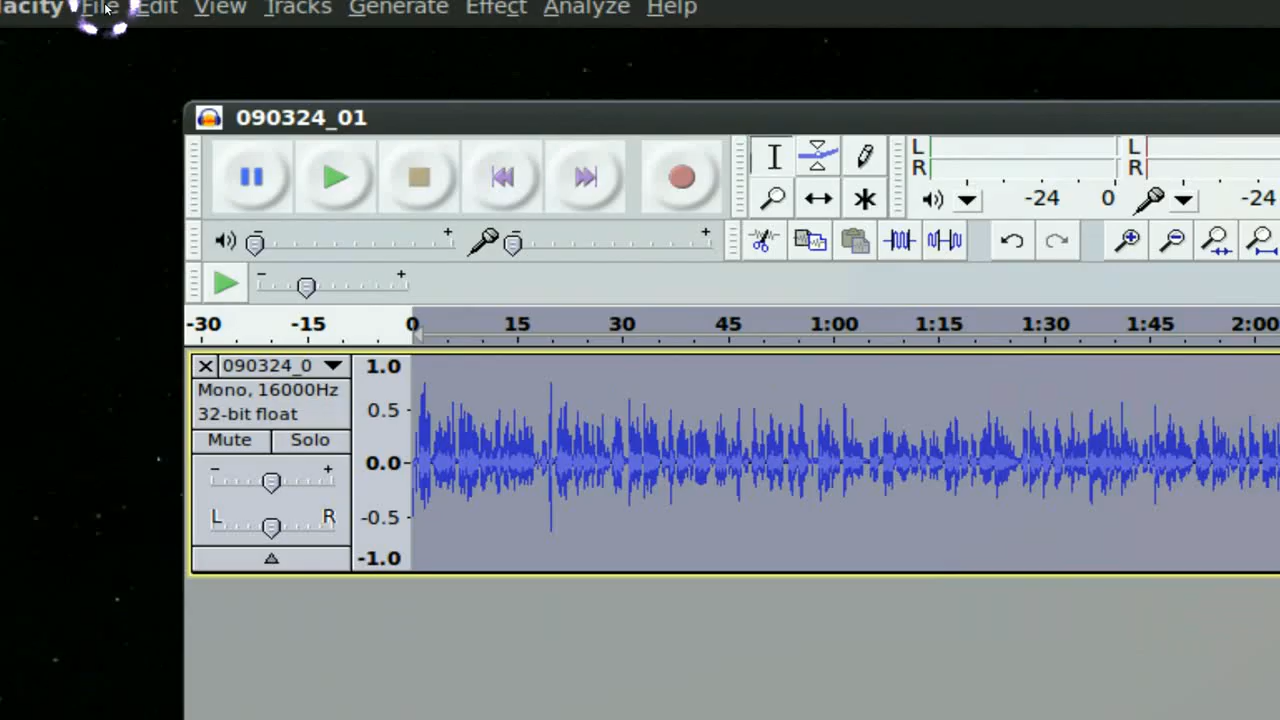 dacity File Edit View Tracks Generate Effect Analyze Help
090324_01
L L
R R
-24 0 -24
- + - +
- +
-30 -15 0 15 30 45 1:00 1:15 1:30 1:45 2:00
090324_0 1.0
Mono, 16000Hz
32-bit float 0.5
Mute Solo
0.0
- +
L R -0.5
-1.0